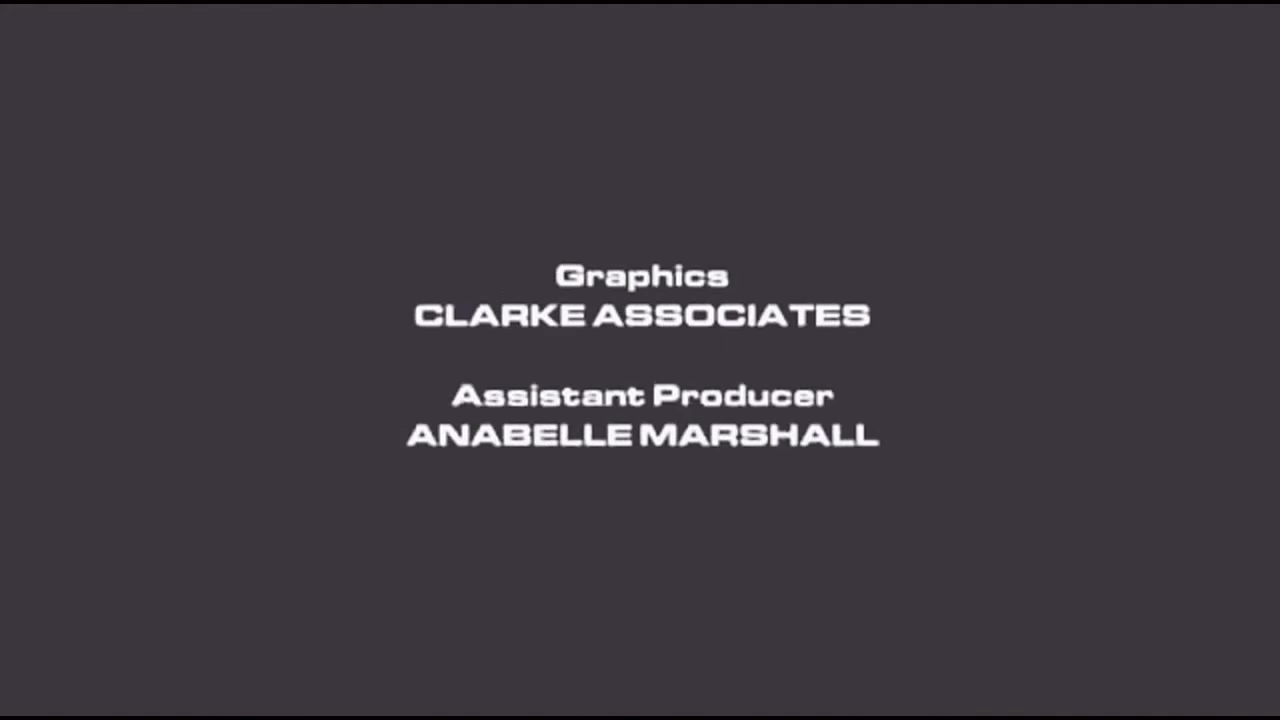 Graphics
CLARKE ASSOCIATES
Assistant Producer
ANABELLE MARSHALL